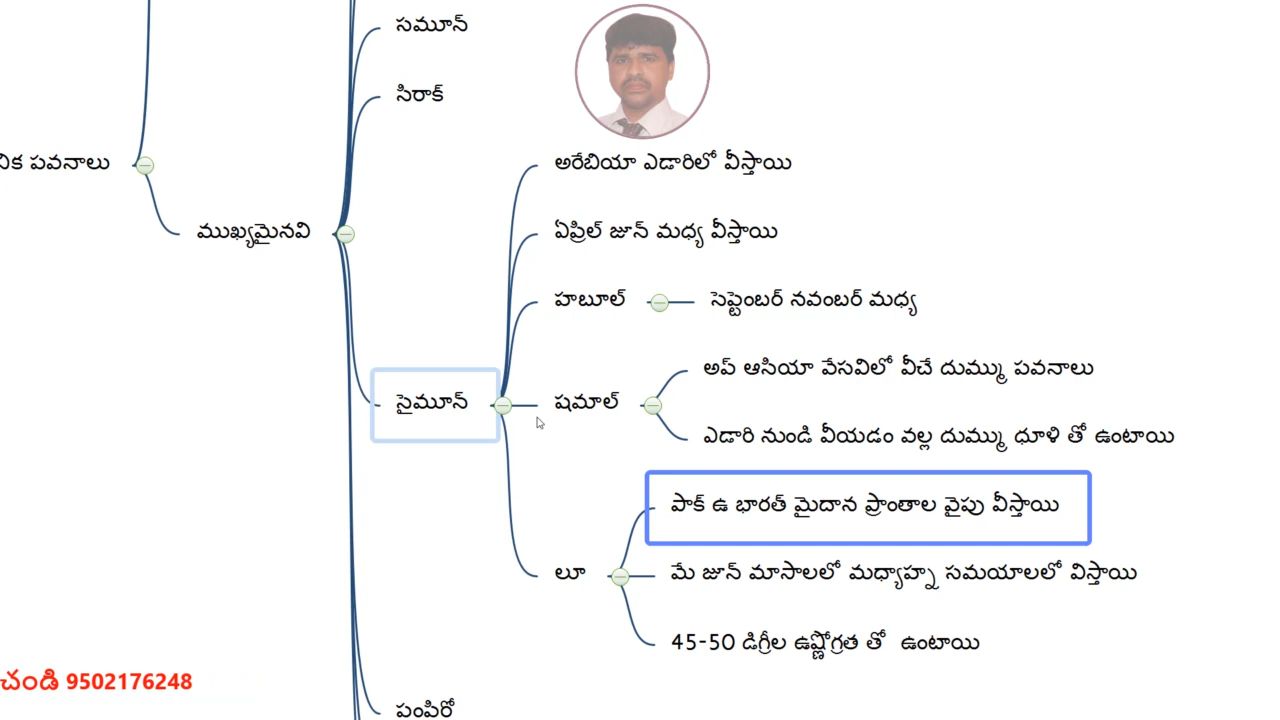 సమూన్
సిరాక్
నిక పవనాలు
ముఖ్యమైనవి
సైమూన్
అరేబియా ఎడారిలో వీస్తాయి
ఏప్రిల్ జూన్ మధ్య వీస్తాయి
హబూల్
సెప్టెంబర్ నవంబర్ మధ్య
షమాల్
అప్ ఆసియా వేసవిలో వీచే దుమ్ము పవనాలు
ఎడారి నుండి వీయడం వల్ల దుమ్ము ధూళి తో ఉంటాయి
లూ
పాక్ ఉ భారత్ మైదాన ప్రాంతాల వైపు వీస్తాయి
మే జూన్ మాసాలలో మధ్యాహ్న సమయాలలో విస్తాయి
45-50 డిగ్రీల ఉష్ణోగ్రత తో ఉంటాయి
పంపిరో
చండి 9502176248